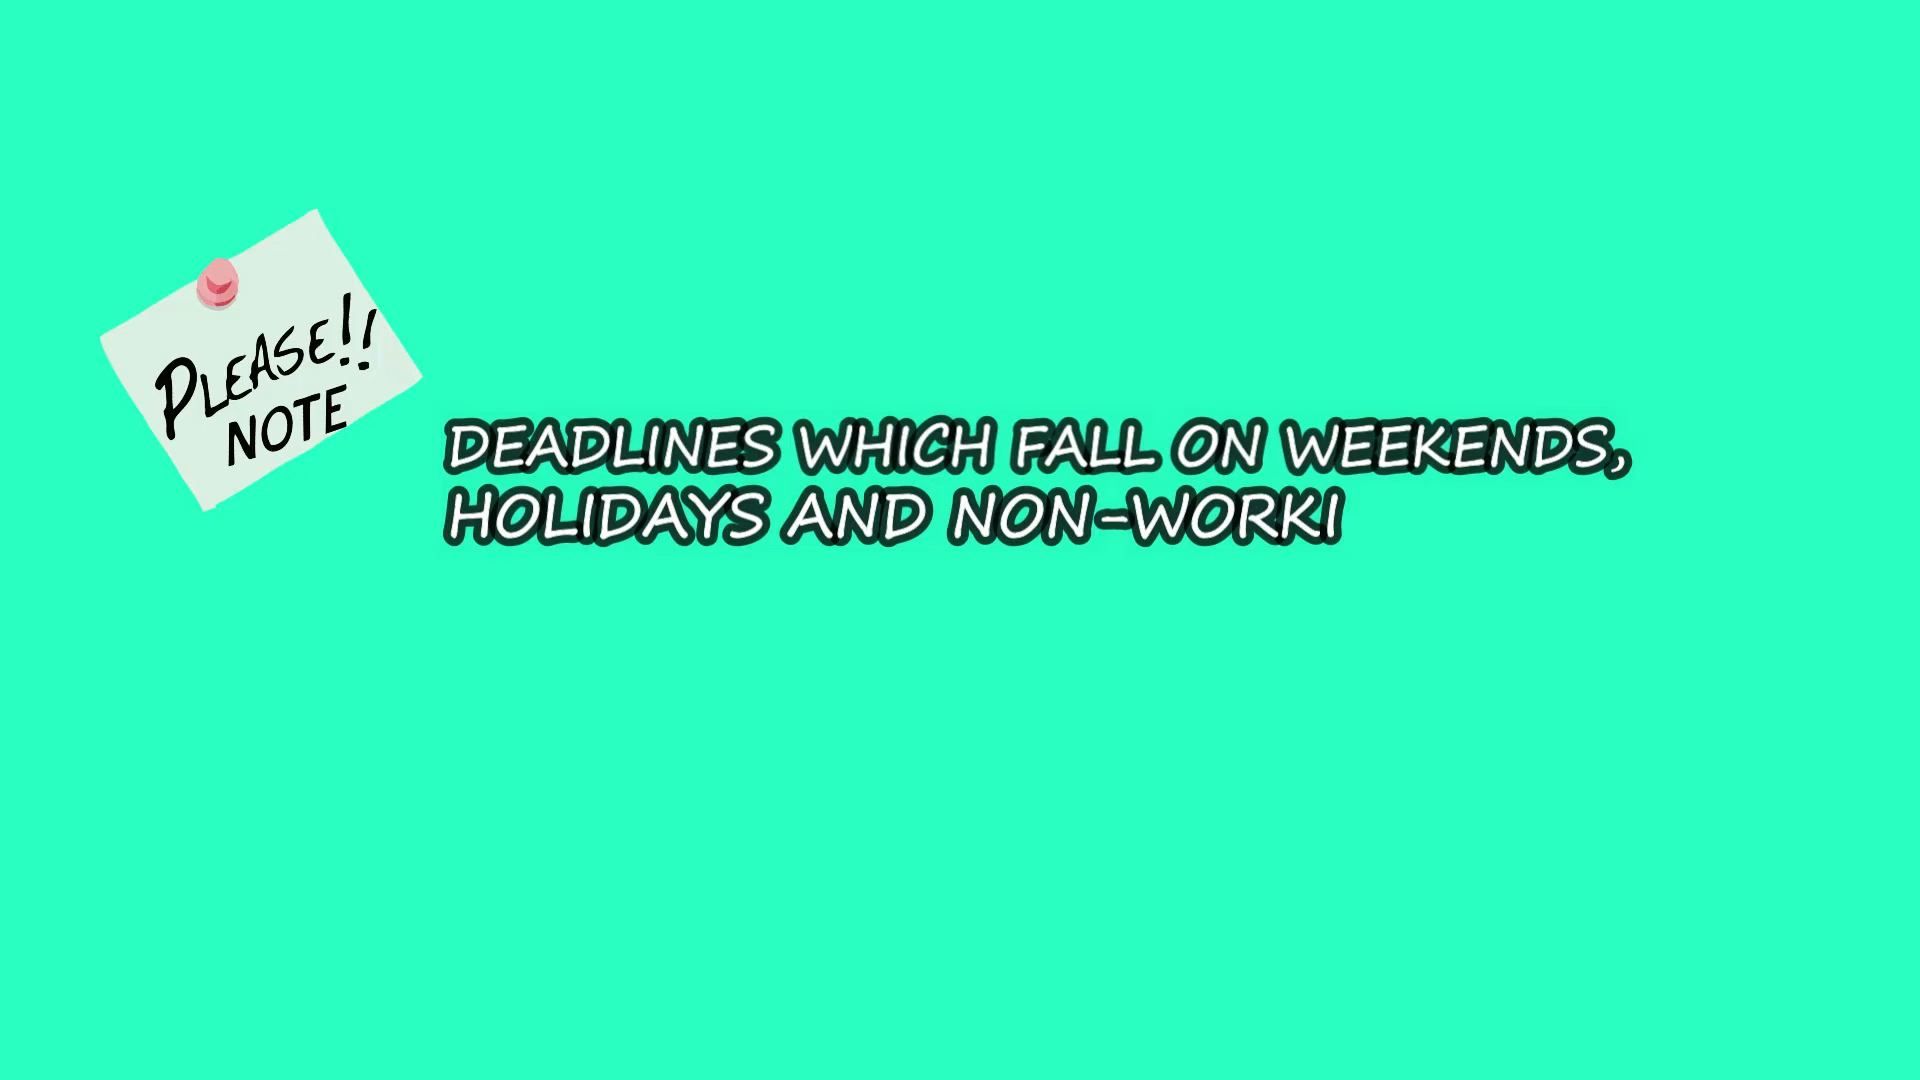 PLEASE!!
NOTE
DEADLINES WHICH FALL ON WEEKENDS,
HOLIDAYS AND NON-WORKI